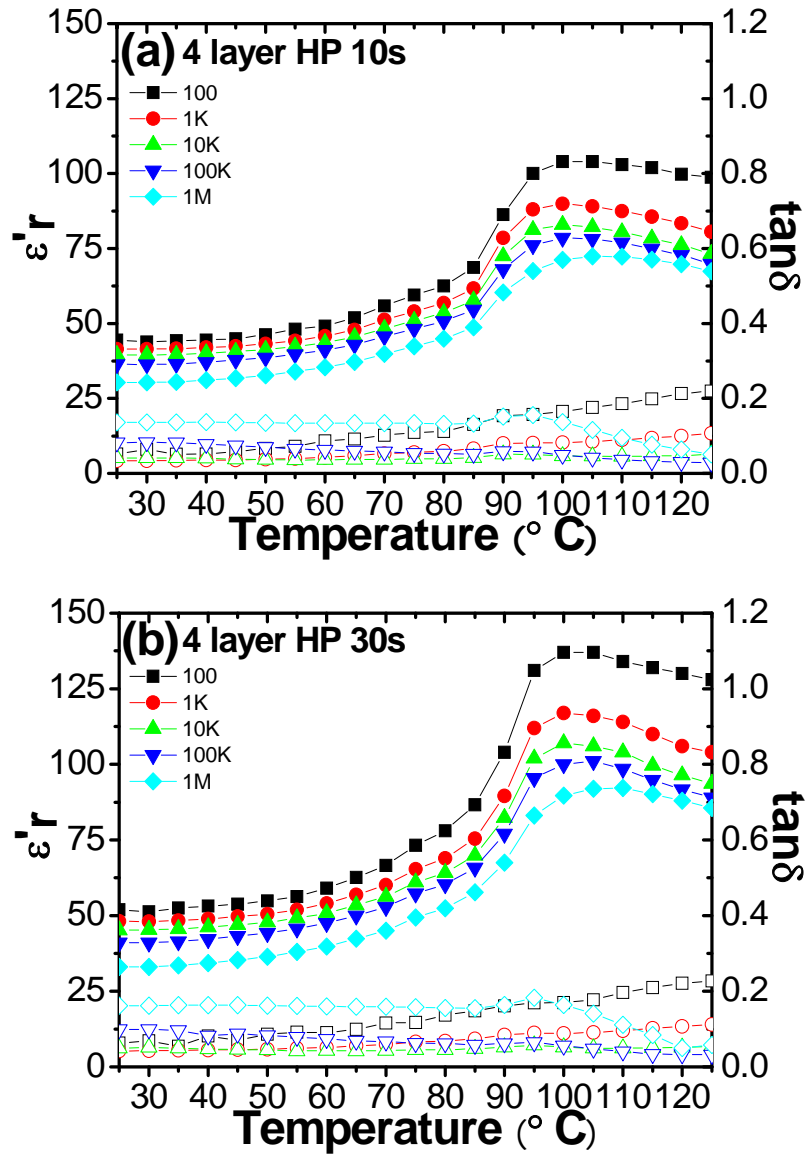 (a) 4 layer HP 10s
150
125
100
75
50
25
0
ε'r
100
1K
10K
100K
1M
1.2
1.0
0.8
0.6
0.4
0.2
0.0
tanδ
30 40 50 60 70 80 90 100 110 120
Temperature (° C)
(b) 4 layer HP 30s
150
125
100
75
50
25
0
ε'r
100
1K
10K
100K
1M
1.2
1.0
0.8
0.6
0.4
0.2
0.0
tanδ
30 40 50 60 70 80 90 100 110 120
Temperature (° C)